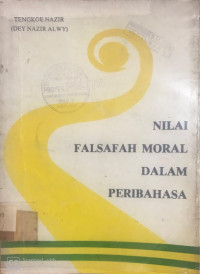 TENGKOE NAZIR
(DEY NAZIR ALWY)
NILAI
FALSAFAH MORAL
DALAM
PERIBAHASA